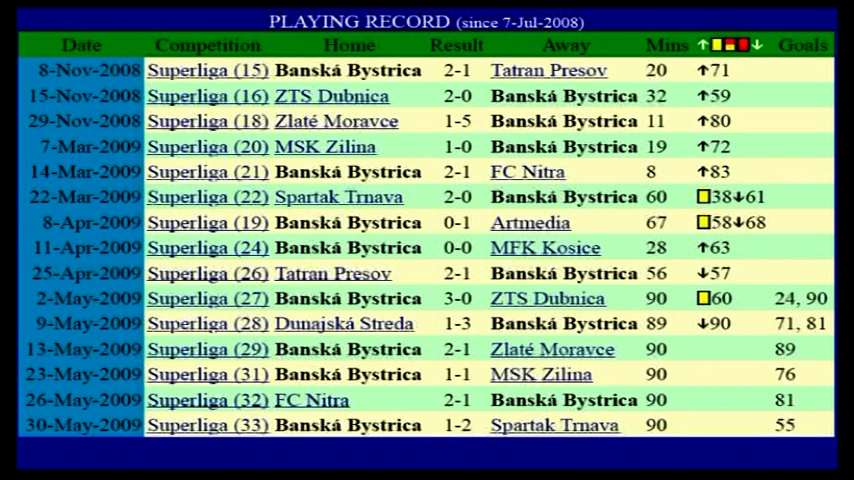 PLAYING RECORD (since 7-Jul-2008)
Date Competition Home Result Away Mins ↑ ↓ Goals
8-Nov-2008 Superliga (15) Banská Bystrica 2-1 Tatran Presov 20 ↑71
15-Nov-2008 Superliga (16) ZTS Dubnica 2-0 Banská Bystrica 32 ↑59
29-Nov-2008 Superliga (18) Zlaté Moravce 1-5 Banská Bystrica 11 ↑80
7-Mar-2009 Superliga (20) MSK Zilina 1-0 Banská Bystrica 19 ↑72
14-Mar-2009 Superliga (21) Banská Bystrica 2-1 FC Nitra 8 ↑83
22-Mar-2009 Superliga (22) Spartak Trnava 2-0 Banská Bystrica 60 38↓61
8-Apr-2009 Superliga (19) Banská Bystrica 0-1 Artmedia 67 58↓68
11-Apr-2009 Superliga (24) Banská Bystrica 0-0 MFK Kosice 28 ↑63
25-Apr-2009 Superliga (26) Tatran Presov 2-1 Banská Bystrica 56 ↓57
2-May-2009 Superliga (27) Banská Bystrica 3-0 ZTS Dubnica 90 60 24, 90
9-May-2009 Superliga (28) Dunajská Streda 1-3 Banská Bystrica 89 ↓90 71, 81
13-May-2009 Superliga (29) Banská Bystrica 2-1 Zlaté Moravce 90 89
23-May-2009 Superliga (31) Banská Bystrica 1-1 MSK Zilina 90 76
26-May-2009 Superliga (32) FC Nitra 2-1 Banská Bystrica 90 81
30-May-2009 Superliga (33) Banská Bystrica 1-2 Spartak Trnava 90 55